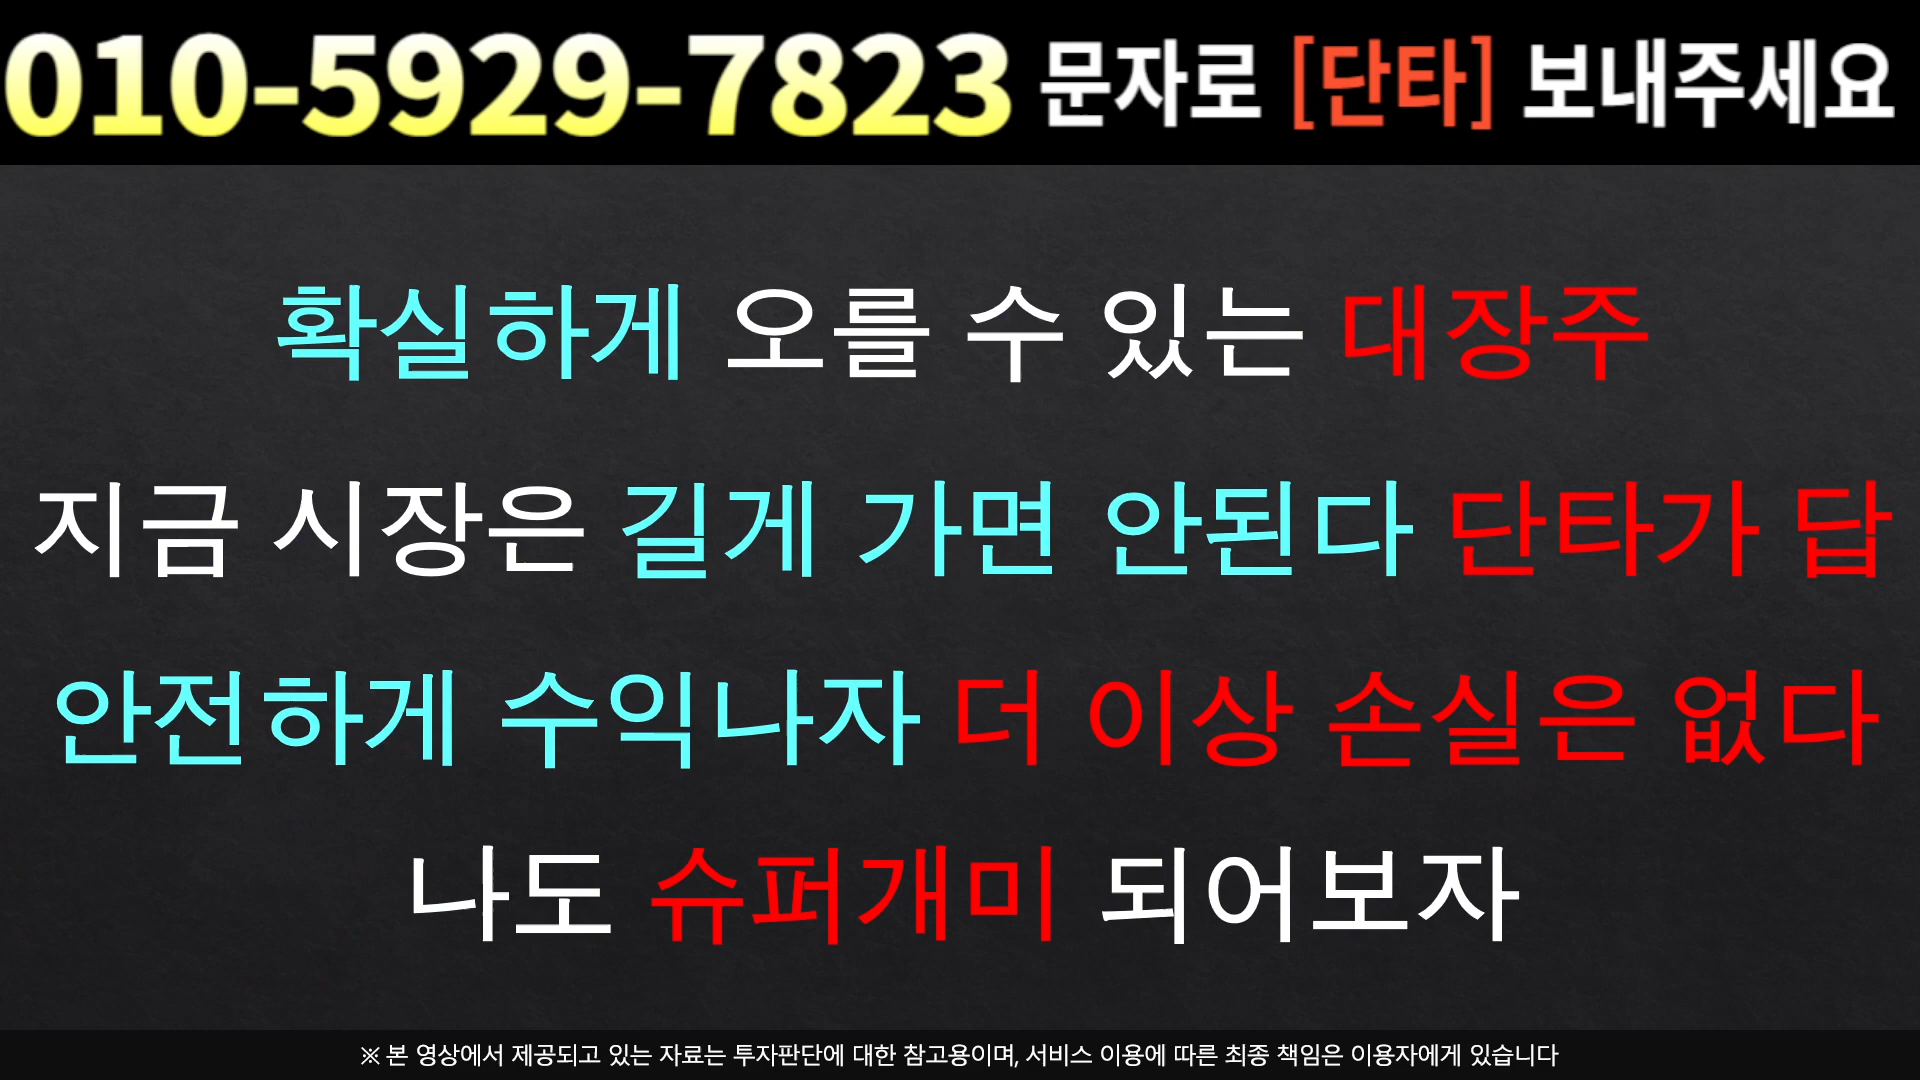 010-5929-7823 문자로 [단타] 보내주세요
확실하게 오를 수 있는 대장주
지금 시장은 길게 가면 안된다 단타가 답
안전하게 수익나자 더 이상 손실은 없다
나도 슈퍼개미 되어보자
※ 본 영상에서 제공되고 있는 자료는 투자판단에 대한 참고용이며, 서비스 이용에 따른 최종 책임은 이용자에게 있습니다